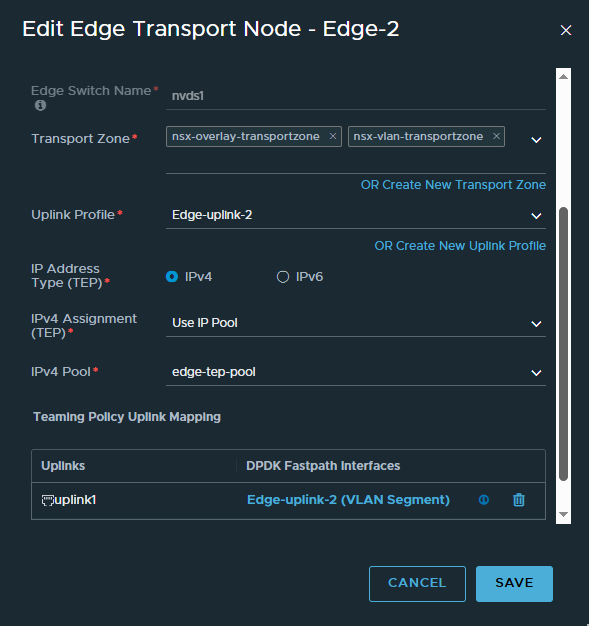 Edit Edge Transport Node - Edge-2
Edge Switch Name*
nvds1
Transport Zone*
nsx-overlay-transportzone
nsx-vlan-transportzone
OR Create New Transport Zone
Uplink Profile*
Edge-uplink-2
OR Create New Uplink Profile
IP Address
Type (TEP)*
IPv4
IPv6
IPv4 Assignment
(TEP)*
Use IP Pool
IPv4 Pool*
edge-tep-pool
Teaming Policy Uplink Mapping
Uplinks
DPDK Fastpath Interfaces
uplink1
Edge-uplink-2 (VLAN Segment)
CANCEL
SAVE